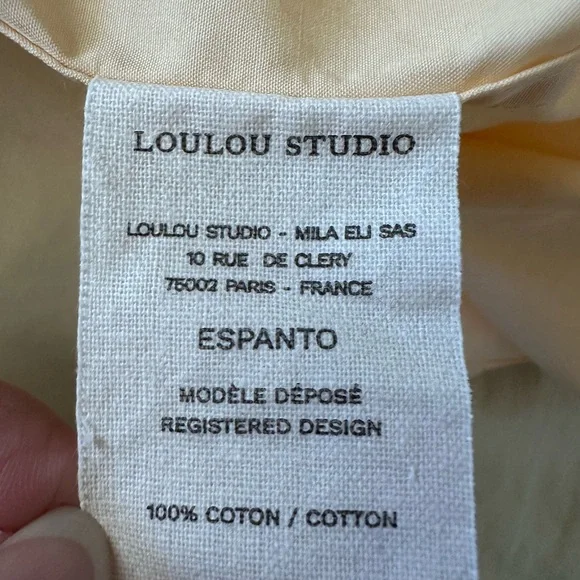 LOULOU STUDIO
LOULOU STUDIO - MILA ELI SAS
10 RUE DE CLERY
75002 PARIS - FRANCE
ESPANTO
MODÈLE DÉPOSÉ
REGISTERED DESIGN
100% COTON / COTTON